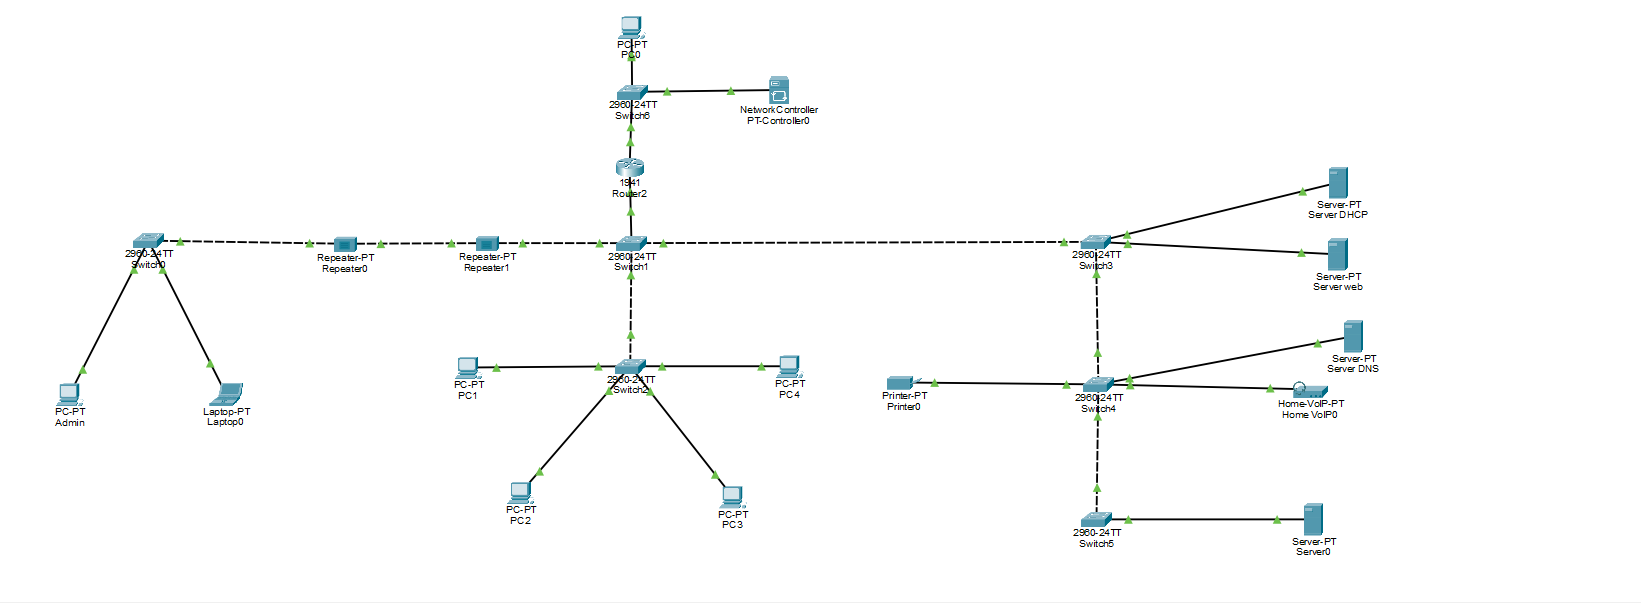 PC-PT
PC0
2960-24TT
Switch6
NetworkController
PT-Controller0
1941
Router2
Server-PT
Server DHCP
2960-24TT
Switch0
Repeater-PT
Repeater0
Repeater-PT
Repeater1
2960-24TT
Switch1
2960-24TT
Switch3
Server-PT
Server web
Server-PT
Server DNS
PC-PT
PC1
2960-24TT
Switch2
PC-PT
PC4
Printer-PT
Printer0
2960-24TT
Switch4
Home-VoIP-PT
Home VoIP0
PC-PT
Admin
Laptop-PT
Laptop0
PC-PT
PC2
PC-PT
PC3
2960-24TT
Switch5
Server-PT
Server0